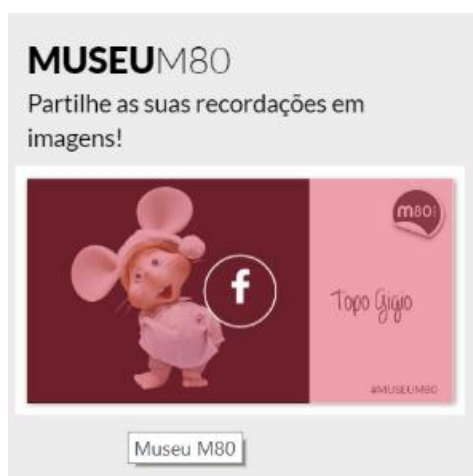 MUSEUM80
Partilhe as suas recordações em
imagens!
m80
f
Topo Gigio
#MUSEUM80
Museu M80